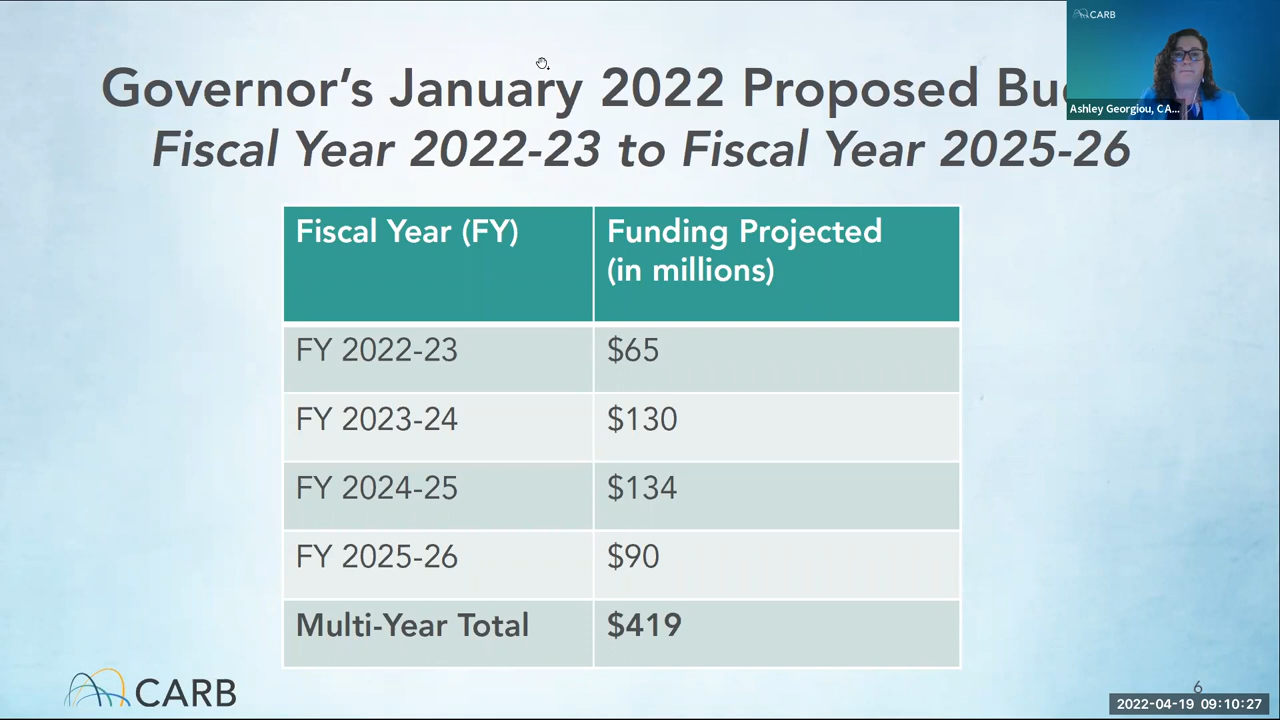 CARB
Governor's January 2022 Proposed
Ashley Georgiou, CA...
Fiscal Year 2022-23 to Fiscal Year 2025-26
Fiscal Year (FY)
Funding Projected
(in millions)
FY 2022-23
$65
FY 2023-24
$130
FY 2024-25
$134
FY 2025-26
$90
Multi-Year Total
$419
CARB
6
2022-04-19 09:10:27